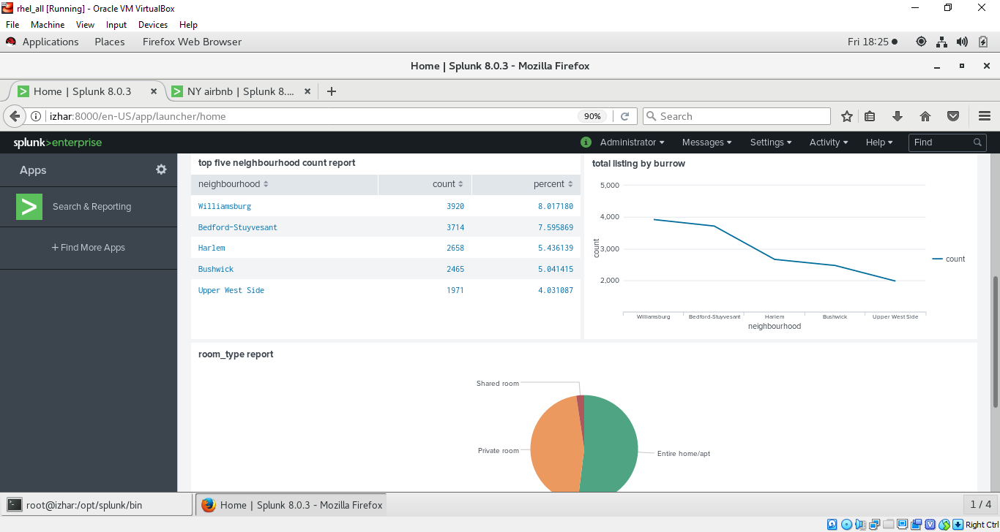 rhel_all [Running] - Oracle VM VirtualBox
File Machine View Input Devices Help
Applications Places Firefox Web Browser Fri 18:25
Home | Splunk 8.0.3 - Mozilla Firefox
Home | Splunk 8.0.3 NY airbnb | Splunk 8....
izhar:8000/en-US/app/launcher/home 90% Search
splunk>enterprise Administrator Messages Settings Activity Help Find
Apps
Search & Reporting
+ Find More Apps
top five neighbourhood count report
neighbourhood count percent
Williamsburg 3920 8.017180
Bedford-Stuyvesant 3714 7.595869
Harlem 2658 5.436139
Bushwick 2465 5.041415
Upper West Side 1971 4.031087
total listing by burrow
5,000
4,000
3,000
2,000
count
count
Williamsburg Bedford-Stuyvesant Harlem Bushwick Upper West Side
neighbourhood
room_type report
Shared room
Private room
Entire home/apt
root@izhar:/opt/splunk/bin Home | Splunk 8.0.3 - Mozilla Firefox 1 / 4
Right Ctrl